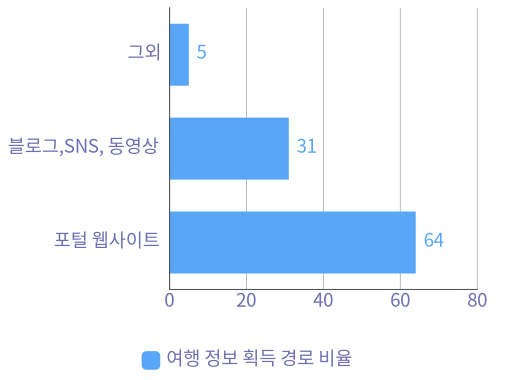 그외 5
블로그,SNS, 동영상 31
포털 웹사이트 64
0 20 40 60 80
여행 정보 획득 경로 비율